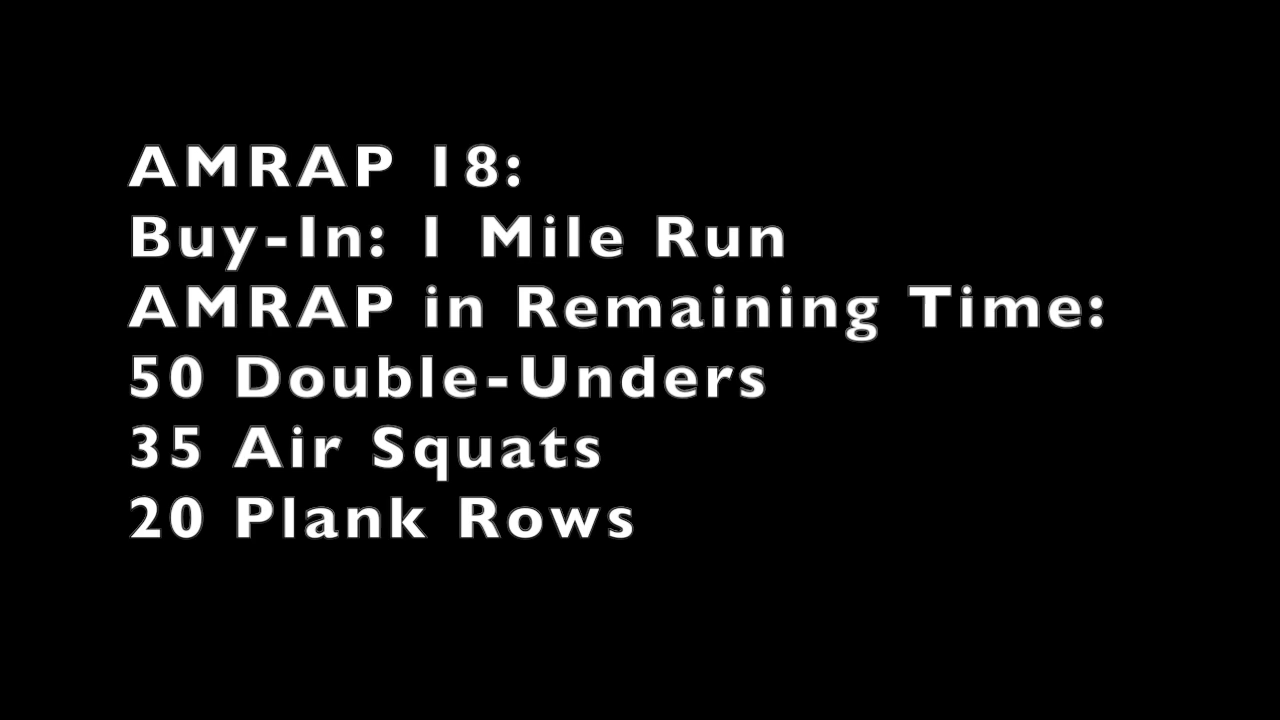 AMRAP 18:
Buy-In: 1 Mile Run
AMRAP in Remaining Time:
50 Double-Unders
35 Air Squats
20 Plank Rows